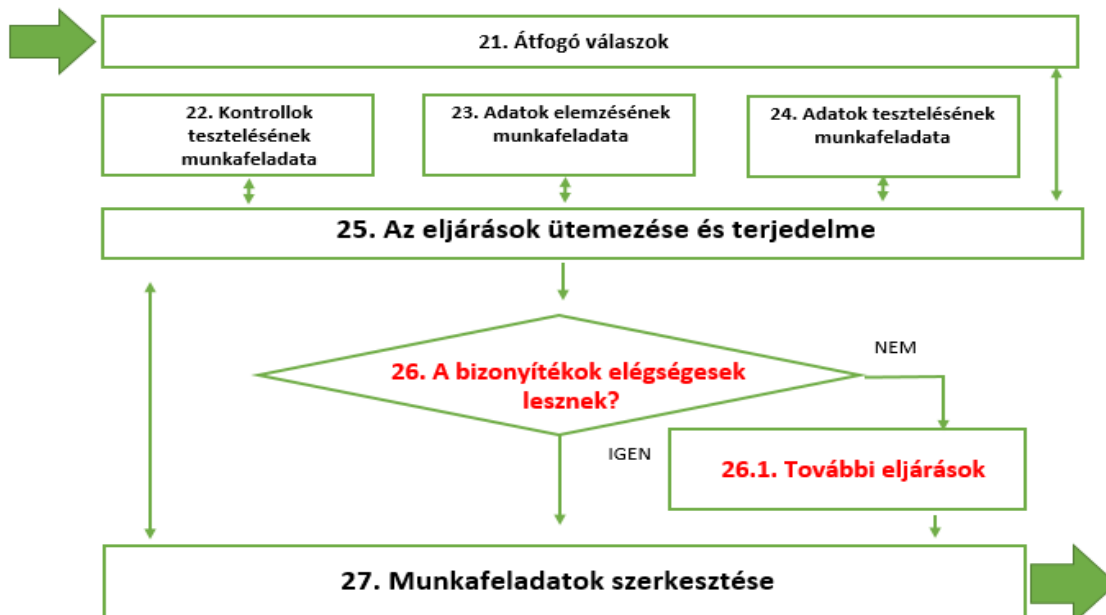 21. Átfogó válaszok
22. Kontrollok
tesztelésének
munkafeladata
23. Adatok elemzésének
munkafeladata
24. Adatok tesztelésének
munkafeladata
25. Az eljárások ütemezése és terjedelme
26. A bizonyítékok elégségesek
lesznek?
NEM
IGEN
26.1. További eljárások
27. Munkafeladatok szerkesztése